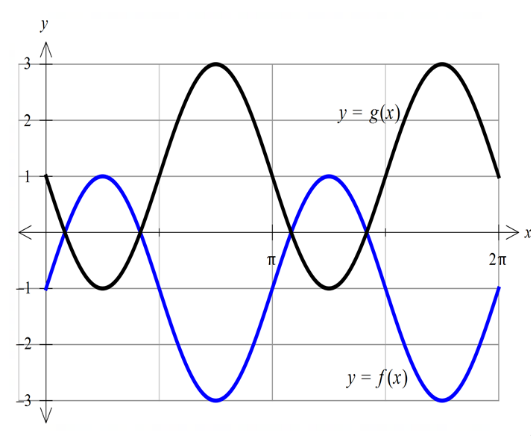 y
3
2
y = g(x)
1
x
π
2π
–1
–2
y = f(x)
–3